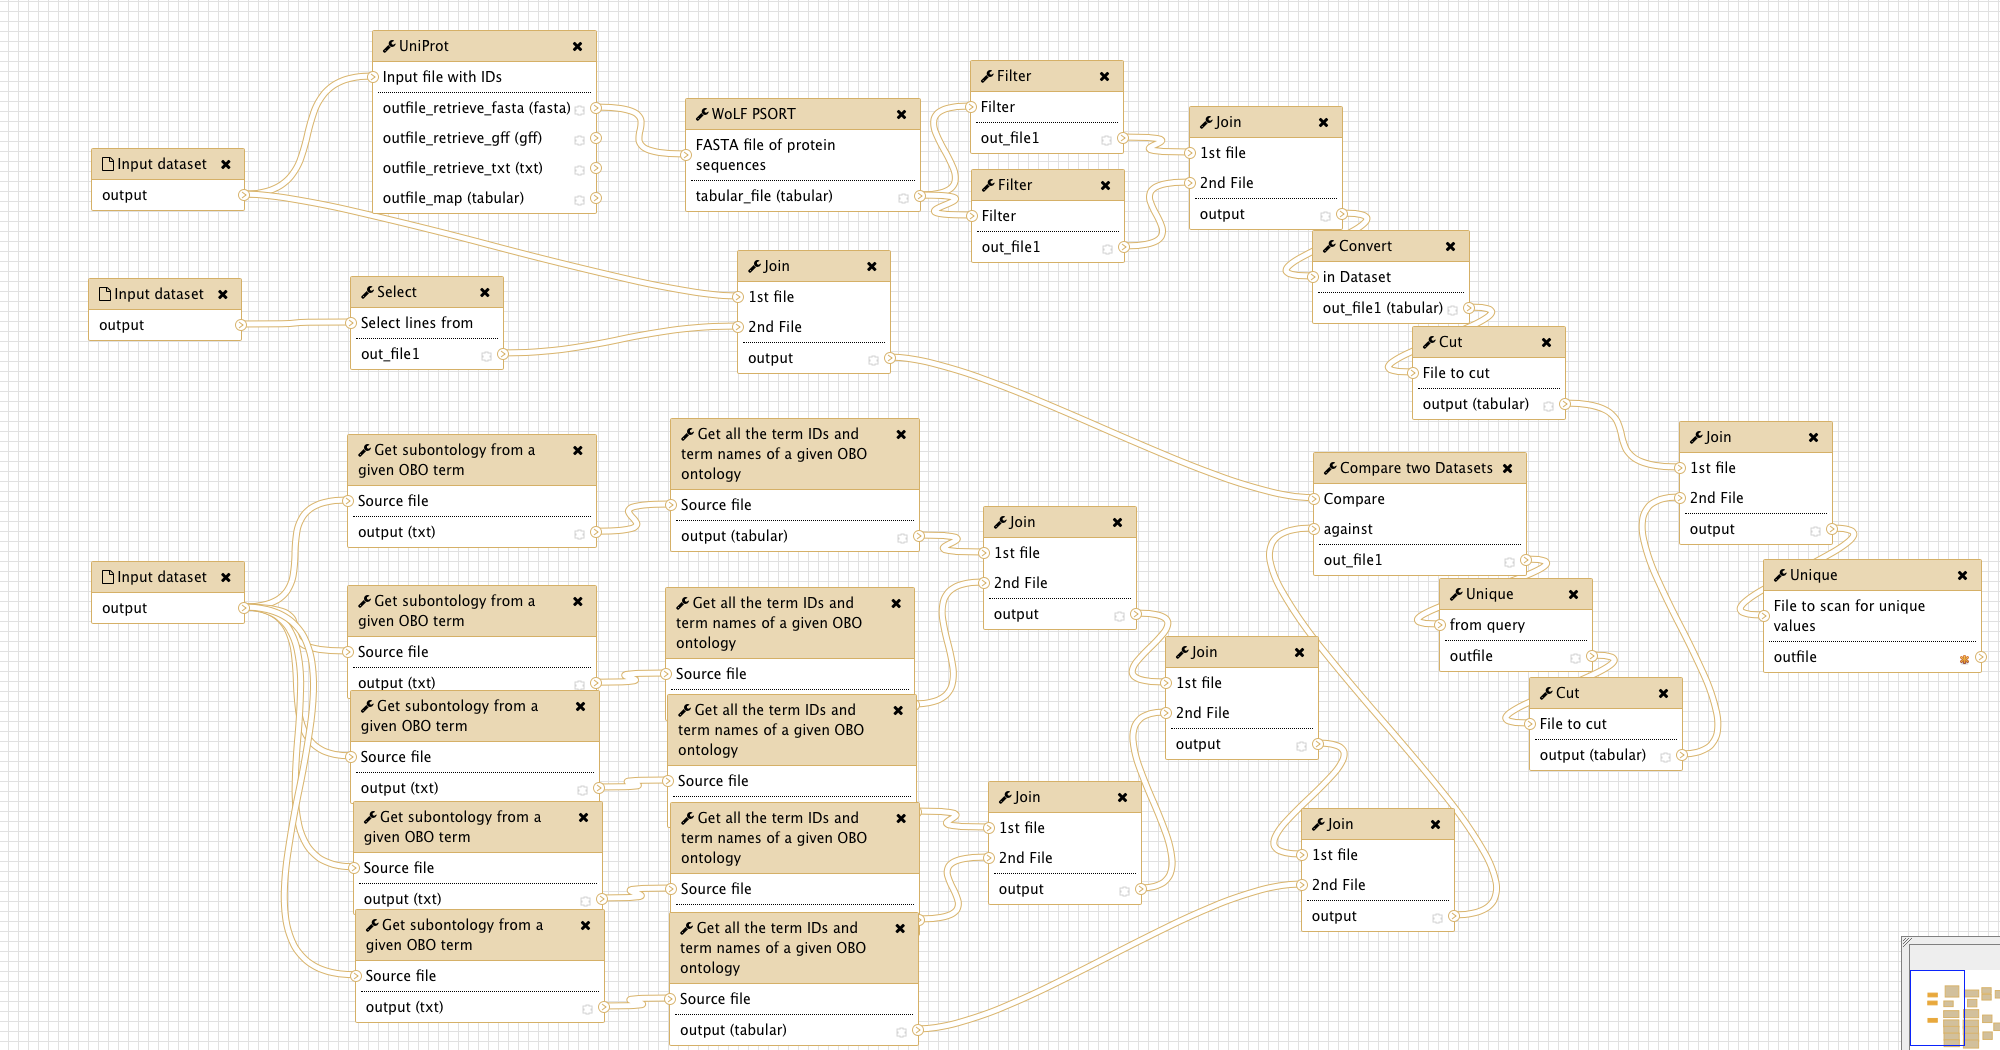 UniProt
Input file with IDs
outfile_retrieve_fasta (fasta)
outfile_retrieve_gff (gff)
outfile_retrieve_txt (txt)
outfile_map (tabular)
Input dataset
output
WoLF PSORT
FASTA file of protein
sequences
tabular_file (tabular)
Filter
Filter
out_file1
Filter
Filter
out_file1
Join
1st file
2nd File
output
Convert
in Dataset
out_file1 (tabular)
Cut
File to cut
output (tabular)
Input dataset
output
Select
Select lines from
out_file1
Join
1st file
2nd File
output
Input dataset
output
Get subontology from a
given OBO term
Source file
output (txt)
Get subontology from a
given OBO term
Source file
output (txt)
Get subontology from a
given OBO term
Source file
output (txt)
Get subontology from a
given OBO term
Source file
output (txt)
Get subontology from a
given OBO term
Source file
output (txt)
Get all the term IDs and
term names of a given OBO
ontology
Source file
output (tabular)
Get all the term IDs and
term names of a given OBO
ontology
Source file
Get all the term IDs and
term names of a given OBO
ontology
Source file
Get all the term IDs and
term names of a given OBO
ontology
Source file
Get all the term IDs and
term names of a given OBO
ontology
Source file
output (tabular)
Join
1st file
2nd File
output
Join
1st file
2nd File
output
Join
1st file
2nd File
output
Join
1st file
2nd File
output
Compare two Datasets
Compare
against
out_file1
Unique
from query
outfile
Cut
File to cut
output (tabular)
Join
1st file
2nd File
output
Unique
File to scan for unique
values
outfile